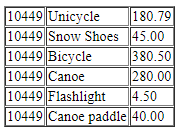 10449 Unicycle 180.79
10449 Snow Shoes 45.00
10449 Bicycle 380.50
10449 Canoe 280.00
10449 Flashlight 4.50
10449 Canoe paddle 40.00